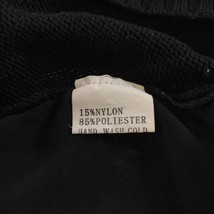 15%NYLON
85%POLIESTER
HAND WASH COLD